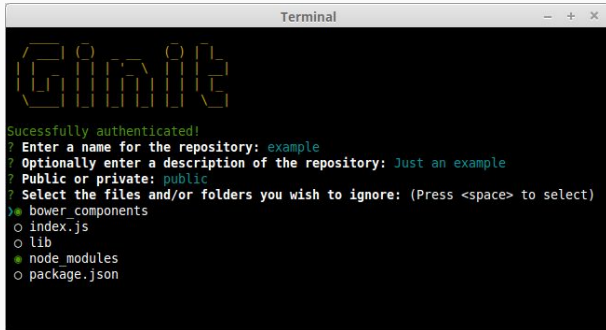 Terminal
Ginit
Sucessfully authenticated!
? Enter a name for the repository: example
? Optionally enter a description of the repository: Just an example
? Public or private: public
? Select the files and/or folders you wish to ignore: (Press <space> to select)
❯◉ bower_components
◯ index.js
◯ lib
◉ node_modules
◯ package.json